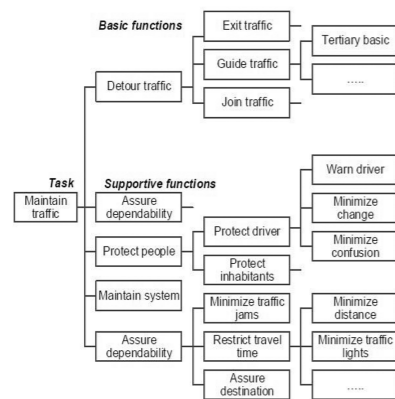 Basic functions
Exit traffic
Tertiary basic
Guide traffic
Detour traffic
.....
Join traffic
Task
Supportive functions
Warn driver
Maintain
traffic
Assure
dependability
Minimize
change
Protect driver
Protect people
Minimize
confusion
Protect
inhabitants
Maintain system
Minimize traffic
jams
Minimize
distance
Assure
dependability
Restrict travel
time
Minimize traffic
lights
Assure
destination
.....